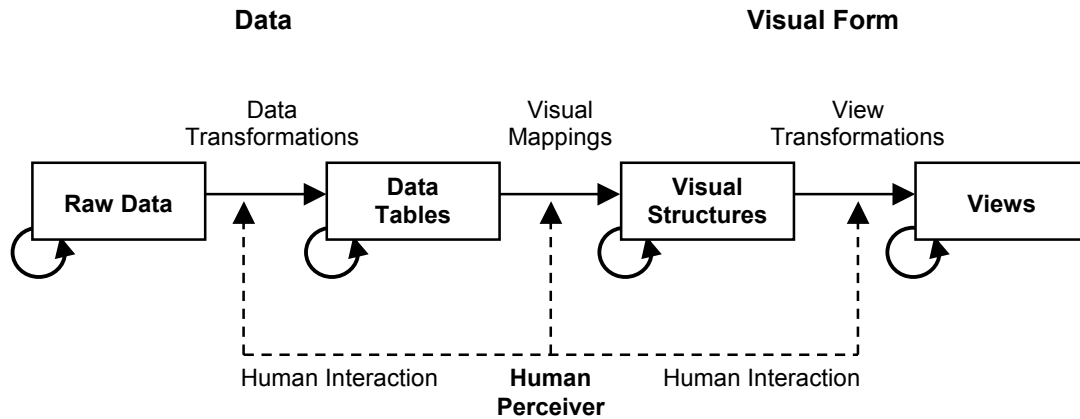 Data
Visual Form
Data
Transformations
Visual
Mappings
View
Transformations
Raw Data
Data
Tables
Visual
Structures
Views
Human Interaction
Human
Perceiver
Human Interaction